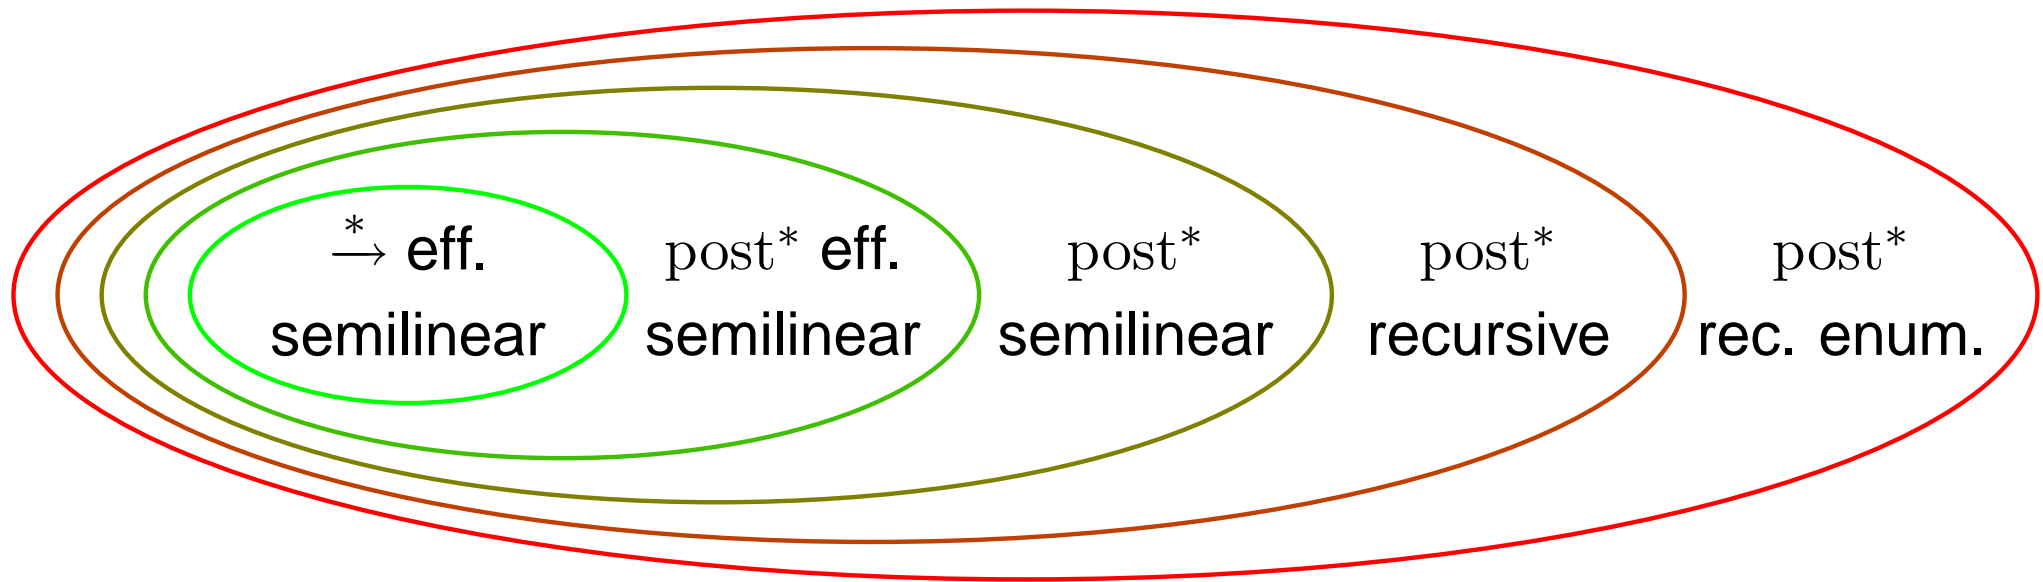 →* eff.
semilinear
post* eff.
semilinear
post*
semilinear
post*
recursive
post*
rec. enum.